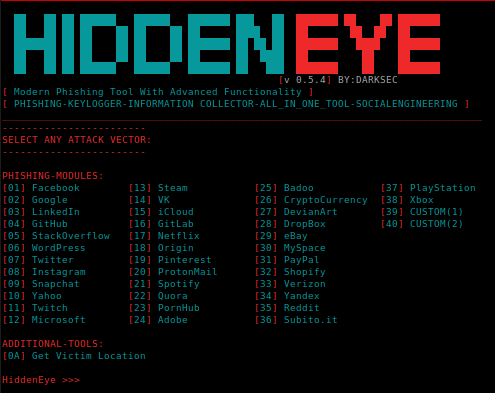 HIDDEN EYE
[v 0.5.4] BY:DARKSEC
[ Modern Phishing Tool With Advanced Functionality ]
[ PHISHING-KEYLOGGER-INFORMATION COLLECTOR-ALL_IN_ONE_TOOL-SOCIALENGINEERING ]
------------------------
SELECT ANY ATTACK VECTOR:
------------------------
PHISHING-MODULES:
[01] Facebook [13] Steam [25] Badoo [37] PlayStation
[02] Google [14] VK [26] CryptoCurrency [38] Xbox
[03] LinkedIn [15] iCloud [27] DevianArt [39] CUSTOM(1)
[04] GitHub [16] GitLab [28] DropBox [40] CUSTOM(2)
[05] StackOverflow [17] Netflix [29] eBay
[06] WordPress [18] Origin [30] MySpace
[07] Twitter [19] Pinterest [31] PayPal
[08] Instagram [20] ProtonMail [32] Shopify
[09] Snapchat [21] Spotify [33] Verizon
[10] Yahoo [22] Quora [34] Yandex
[11] Twitch [23] PornHub [35] Reddit
[12] Microsoft [24] Adobe [36] Subito.it
ADDITIONAL-TOOLS:
[0A] Get Victim Location
HiddenEye >>>